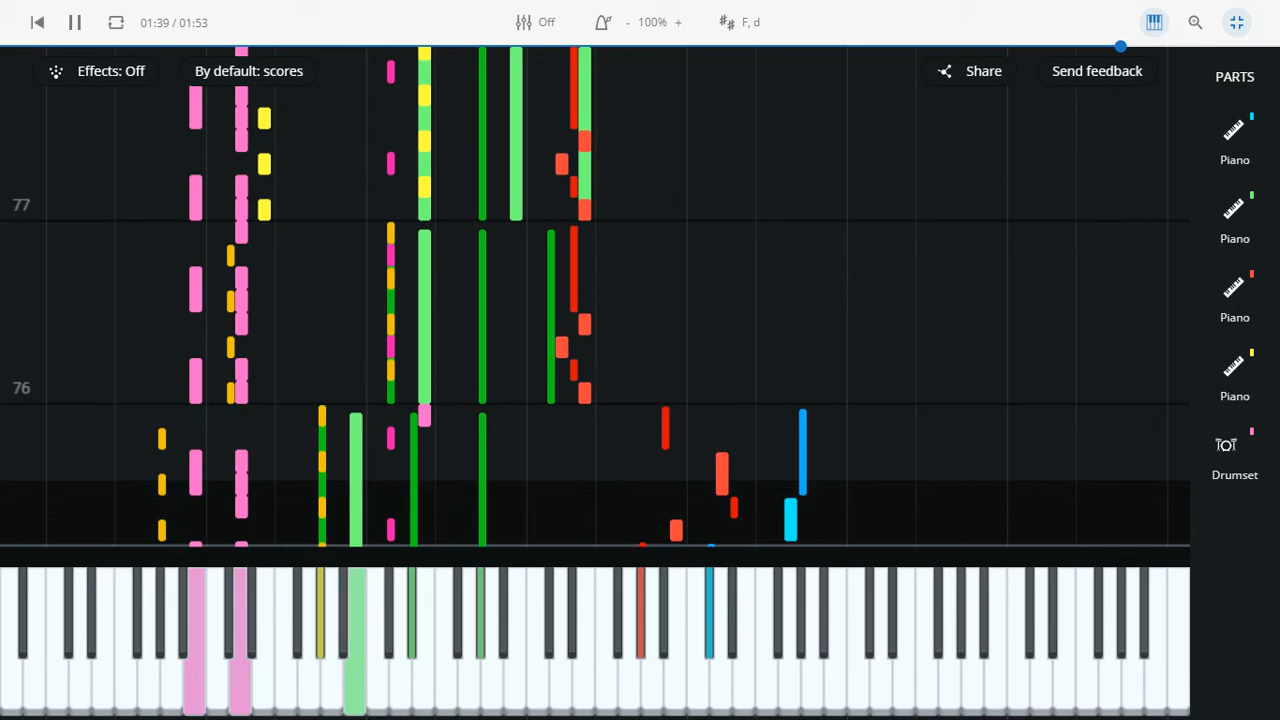 01:39 / 01:53
Off
- 100% +
F, d
Effects: Off
By default: scores
Share
Send feedback
PARTS
Piano
Piano
Piano
Piano
Drumset
77
76